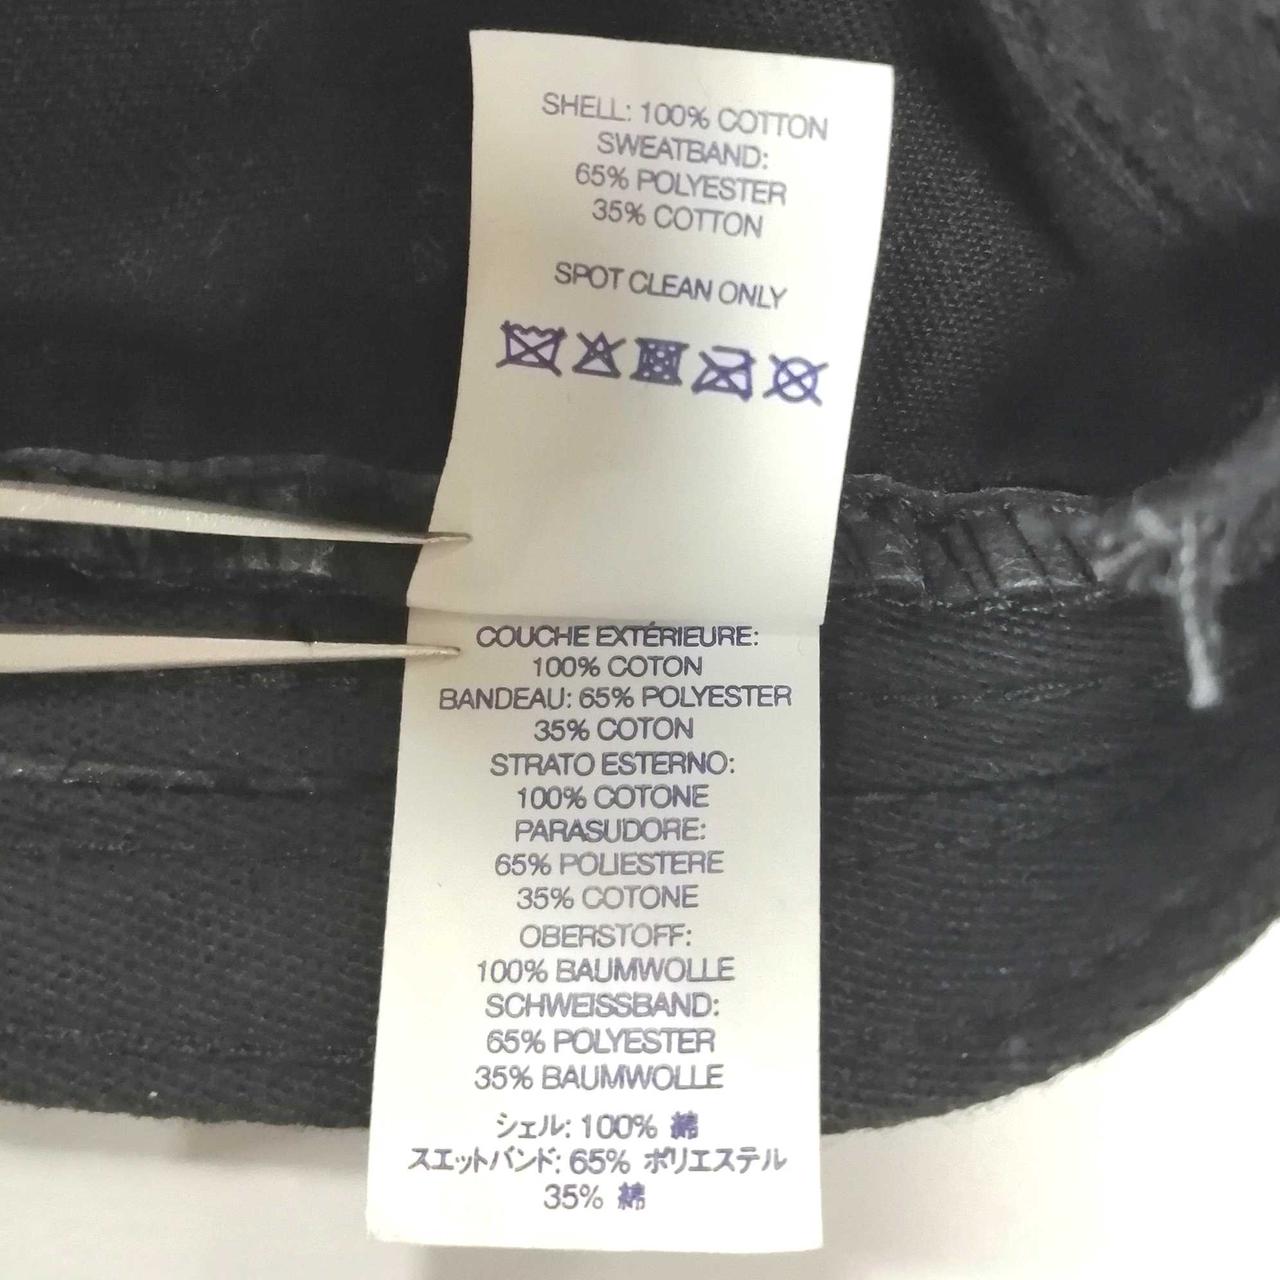 SHELL: 100% COTTON
SWEATBAND:
65% POLYESTER
35% COTTON
SPOT CLEAN ONLY
COUCHE EXTÉRIEURE:
100% COTON
BANDEAU: 65% POLYESTER
35% COTON
STRATO ESTERNO:
100% COTONE
PARASUDORE:
65% POLIESTERE
35% COTONE
OBERSTOFF:
100% BAUMWOLLE
SCHWEISSBAND:
65% POLYESTER
35% BAUMWOLLE
シェル: 100% 綿
スエットバンド: 65% ポリエステル
35% 綿